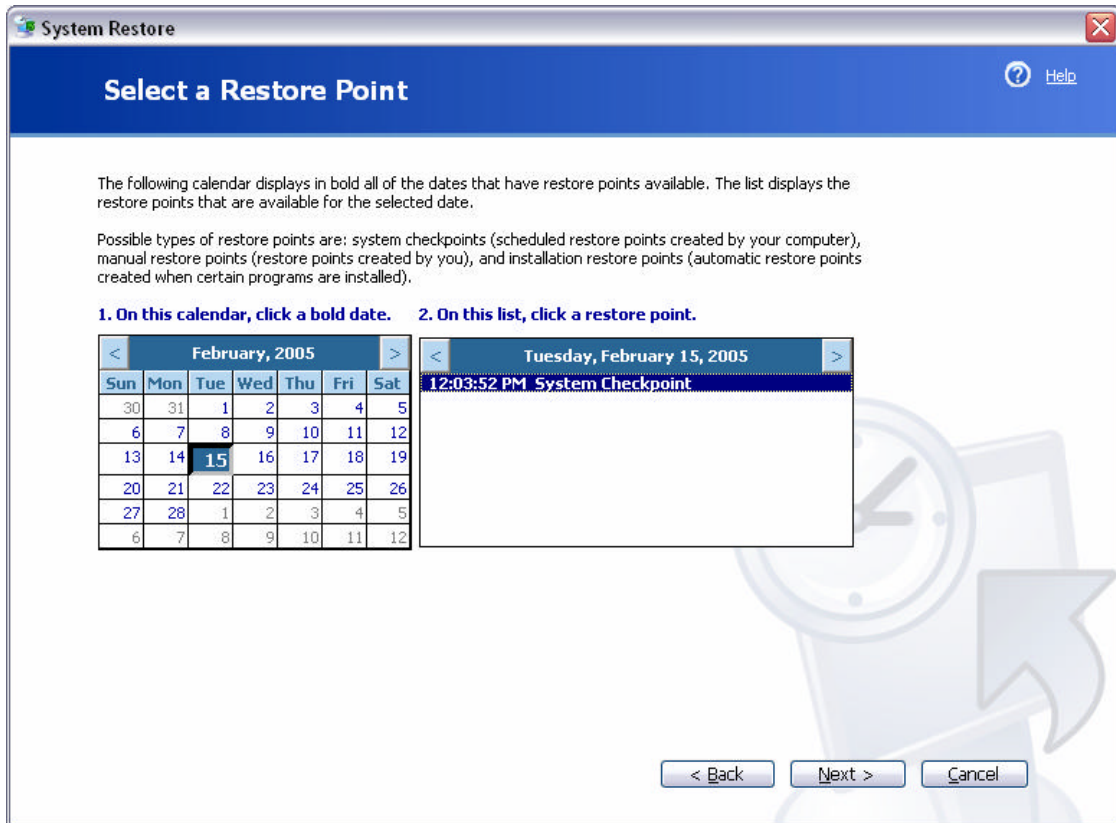 System Restore
Select a Restore Point
Help
The following calendar displays in bold all of the dates that have restore points available. The list displays the
restore points that are available for the selected date.
Possible types of restore points are: system checkpoints (scheduled restore points created by your computer),
manual restore points (restore points created by you), and installation restore points (automatic restore points
created when certain programs are installed).
1. On this calendar, click a bold date.
< February, 2005 >
Sun Mon Tue Wed Thu Fri Sat
30 31 1 2 3 4 5
6 7 8 9 10 11 12
13 14 15 16 17 18 19
20 21 22 23 24 25 26
27 28 1 2 3 4 5
6 7 8 9 10 11 12
2. On this list, click a restore point.
< Tuesday, February 15, 2005 >
12:03:52 PM System Checkpoint
< Back Next > Cancel